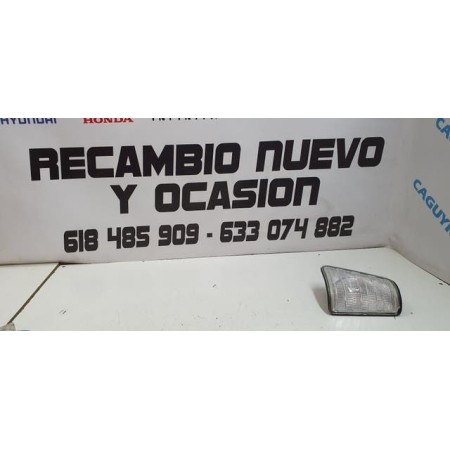 HYUNDAI HONDA
RECAMBIO NUEVO
Y OCASION
618 485 909 - 633 074 882